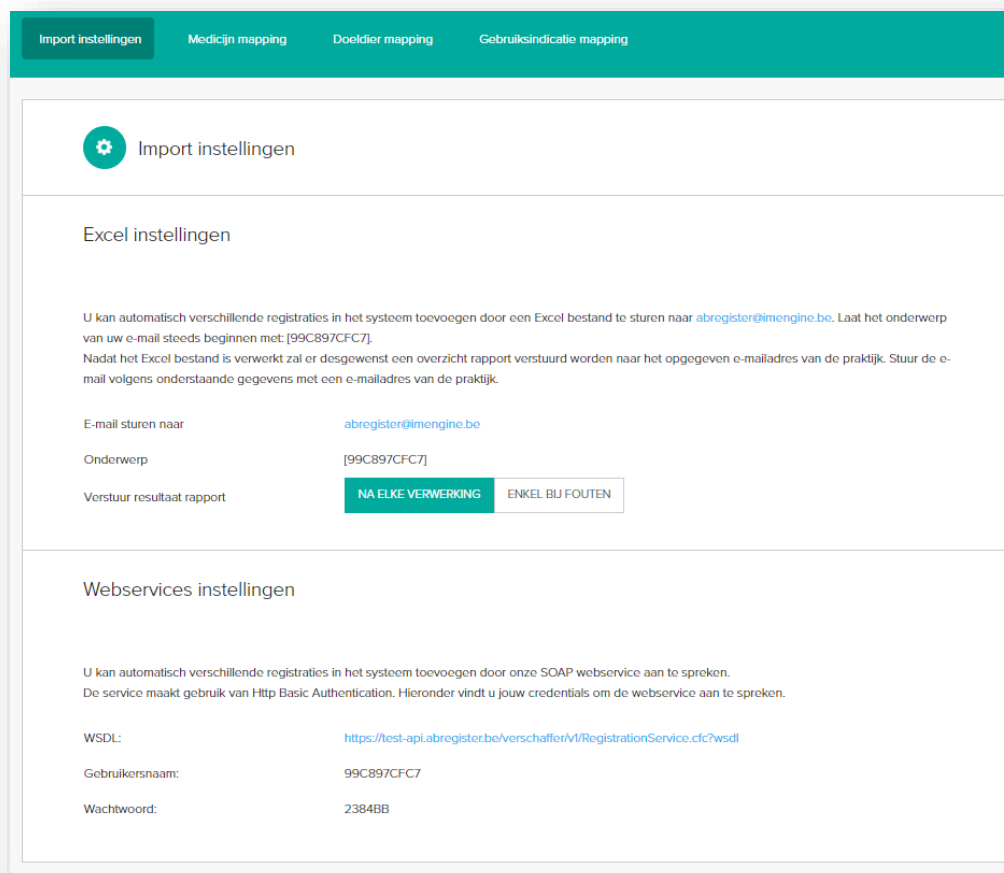 Import instellingen Medicijn mapping Doeldier mapping Gebruiksindicatie mapping
Import instellingen
Excel instellingen
U kan automatisch verschillende registraties in het systeem toevoegen door een Excel bestand te sturen naar abregister@imengine.be. Laat het onderwerp
van uw e-mail steeds beginnen met: [99C897CFC7].
Nadat het Excel bestand is verwerkt zal er desgewenst een overzicht rapport verstuurd worden naar het opgegeven e-mailadres van de praktijk. Stuur de e-
mail volgens onderstaande gegevens met een e-mailadres van de praktijk.
E-mail sturen naar abregister@imengine.be
Onderwerp [99C897CFC7]
Verstuur resultaat rapport NA ELKE VERWERKING ENKEL BIJ FOUTEN
Webservices instellingen
U kan automatisch verschillende registraties in het systeem toevoegen door onze SOAP webservice aan te spreken.
De service maakt gebruik van Http Basic Authentication. Hieronder vindt u jouw credentials om de webservice aan te spreken.
WSDL: https://test-api.abregister.be/verschaffer/v1/RegistrationService.cfc?wsdl
Gebruikersnaam: 99C897CFC7
Wachtwoord: 2384BB